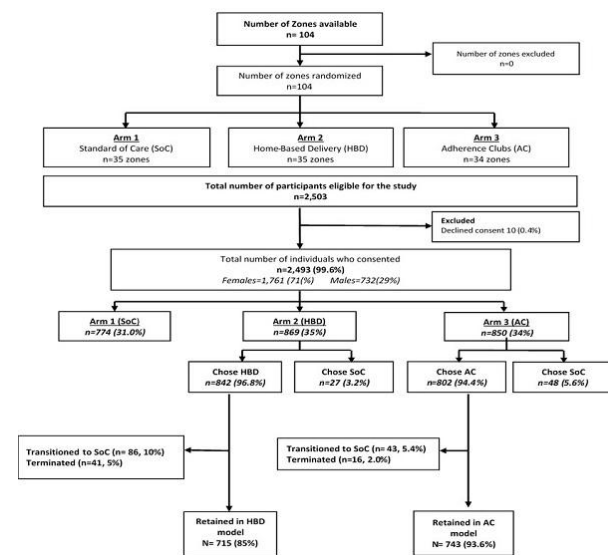 Number of Zones available
n= 104
Number of zones excluded
n=0
Number of zones randomized
n=104
Arm 1
Standard of Care (SoC)
n=35 zones
Arm 2
Home-Based Delivery (HBD)
n=35 zones
Arm 3
Adherence Clubs (AC)
n=34 zones
Total number of participants eligible for the study
n=2,503
Excluded
Declined consent 10 (0.4%)
Total number of individuals who consented
n=2,493 (99.6%)
Females=1,761 (71(%) Males=732(29%)
Arm 1 (SoC)
n=774 (31.0%)
Arm 2 (HBD)
n=869 (35%)
Arm 3 (AC)
n=850 (34%)
Chose HBD
n=842 (96.8%)
Chose SoC
n=27 (3.2%)
Chose AC
n=802 (94.4%)
Chose SoC
n=48 (5.6%)
Transitioned to SoC (n= 86, 10%)
Terminated (n=41, 5%)
Transitioned to SoC (n= 43, 5.4%)
Terminated (n=16, 2.0%)
Retained in HBD
model
N= 715 (85%)
Retained in AC
model
N= 743 (93.6%)